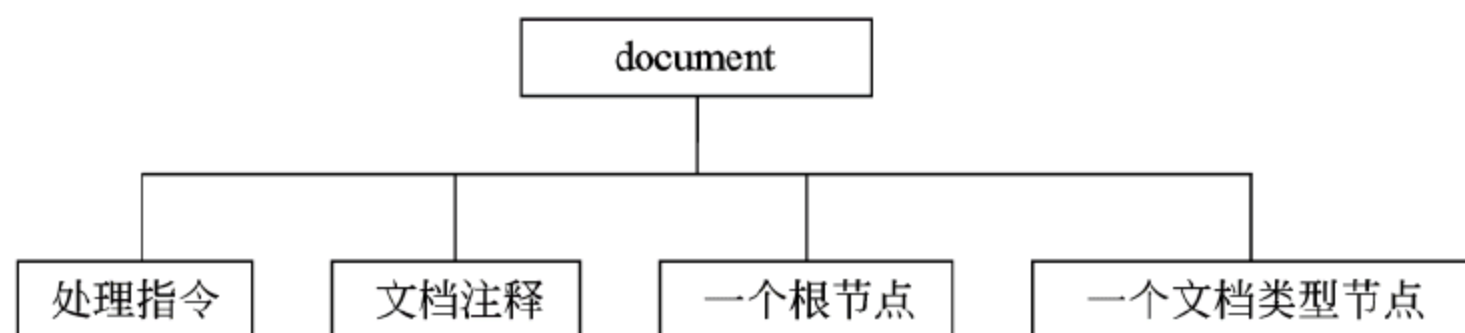 document
处理指令
文档注释
一个根节点
一个文档类型节点